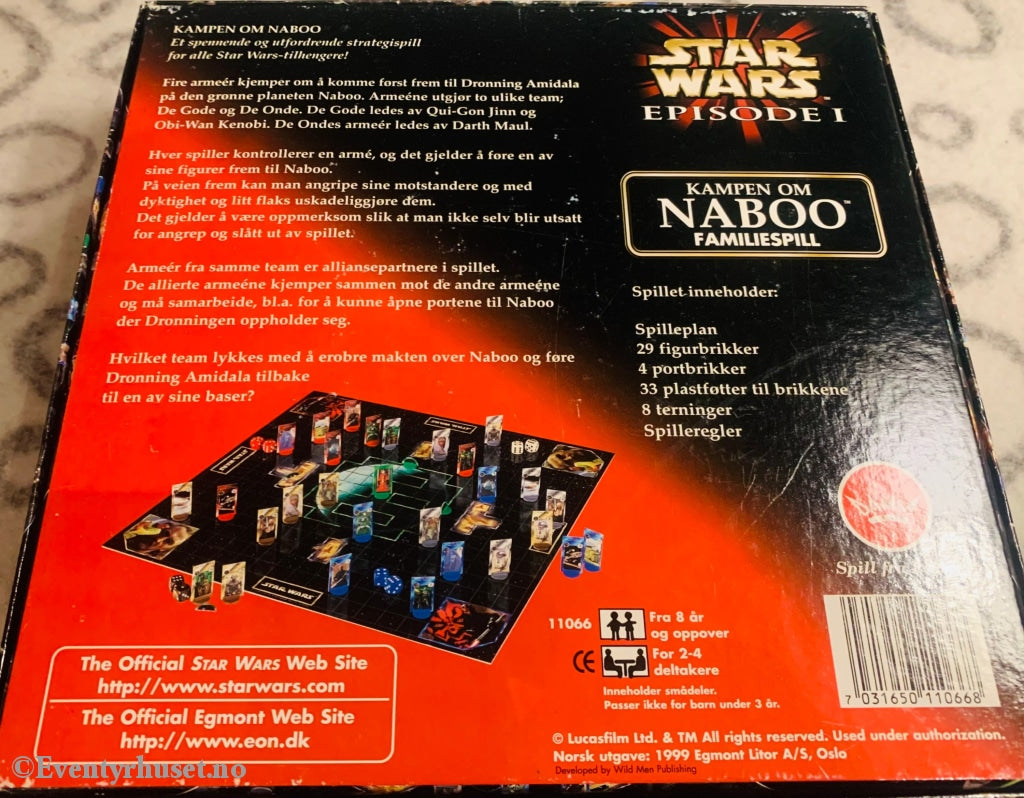 KAMPEN OM NABOO
Et spennende og utfordrende strategispill
for alle Star Wars-tilhengere!
Fire armeér kjemper om å komme først frem til Dronning Amidala
på den grønne planeten Naboo. Armeéne utgjør to ulike team;
De Gode og De Onde. De Gode ledes av Qui-Gon Jinn og
Obi-Wan Kenobi. De Ondes armeér ledes av Darth Maul.
Hver spiller kontrollerer en armé, og det gjelder å føre en av
sine figurer frem til Naboo.
På veien frem kan man angripe sine motstandere og med
dyktighet og litt flaks uskadeliggjøre dem.
Det gjelder å være oppmerksom slik at man ikke selv blir utsatt
for angrep og slått ut av spillet.
Armeér fra samme team er alliansepartnere i spillet.
De allierte armeéne kjemper sammen mot de andre armeéne
og må samarbeide, bl.a. for å kunne åpne portene til Naboo
der Dronningen oppholder seg.
Hvilket team lykkes med å erobre makten over Naboo og føre
Dronning Amidala tilbake
til en av sine baser?
STAR WARS
STAR WARS
STAR WARS
The Official STAR WARS Web Site
http://www.starwars.com
The Official Egmont Web Site
http://www.eon.dk
©Eventyrhuset.no
STAR
WARS™
EPISODE I
KAMPEN OM
NABOO™
FAMILIESPILL
Spillet inneholder:
Spilleplan
29 figurbrikker
4 portbrikker
33 plastføtter til brikkene
8 terninger
Spilleregler
Spill
11066
Fra 8 år
og oppover
CE
For 2-4
deltakere
Inneholder smådeler.
Passer ikke for barn under 3 år.
7 031650 110668
© Lucasfilm Ltd. & TM All rights reserved. Used under authorization.
Norsk utgave: 1999 Egmont Litor A/S, Oslo
Developed by Wild Men Publishing